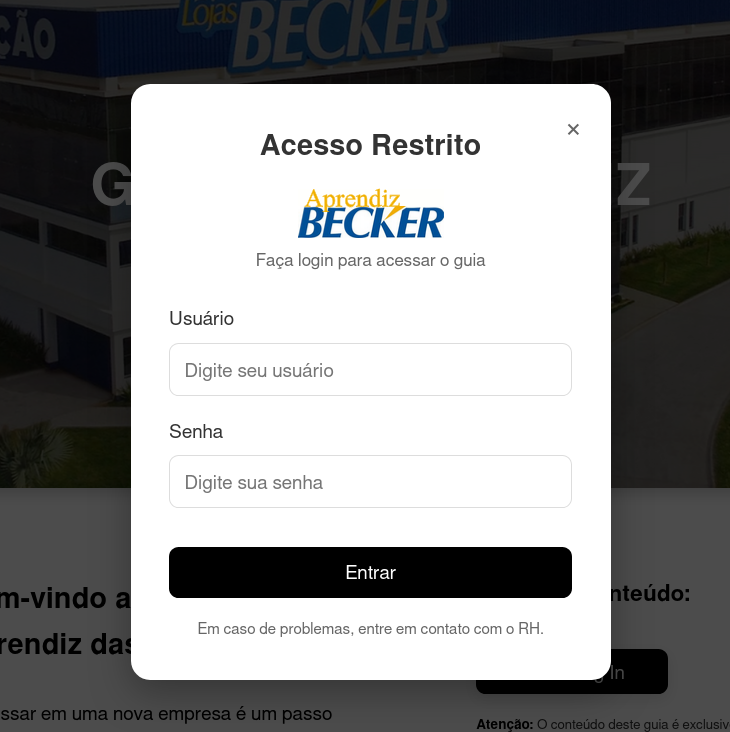 ÇÃO
Lojas
BECKER
G
Z
Acesso Restrito
×
Aprendiz
BECKER
Faça login para acessar o guia
Usuário
Digite seu usuário
Senha
Digite sua senha
Entrar
Em caso de problemas, entre em contato com o RH.
m-vindo a
rendiz das
ssar em uma nova empresa é um passo
nteúdo:
g In
Atenção: O conteúdo deste guia é exclusiv